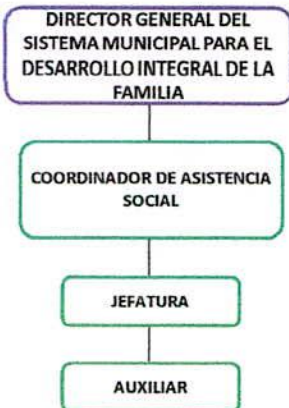 DIRECTOR GENERAL DEL
SISTEMA MUNICIPAL PARA EL
DESARROLLO INTEGRAL DE LA
FAMILIA
COORDINADOR DE ASISTENCIA
SOCIAL
JEFATURA
AUXILIAR